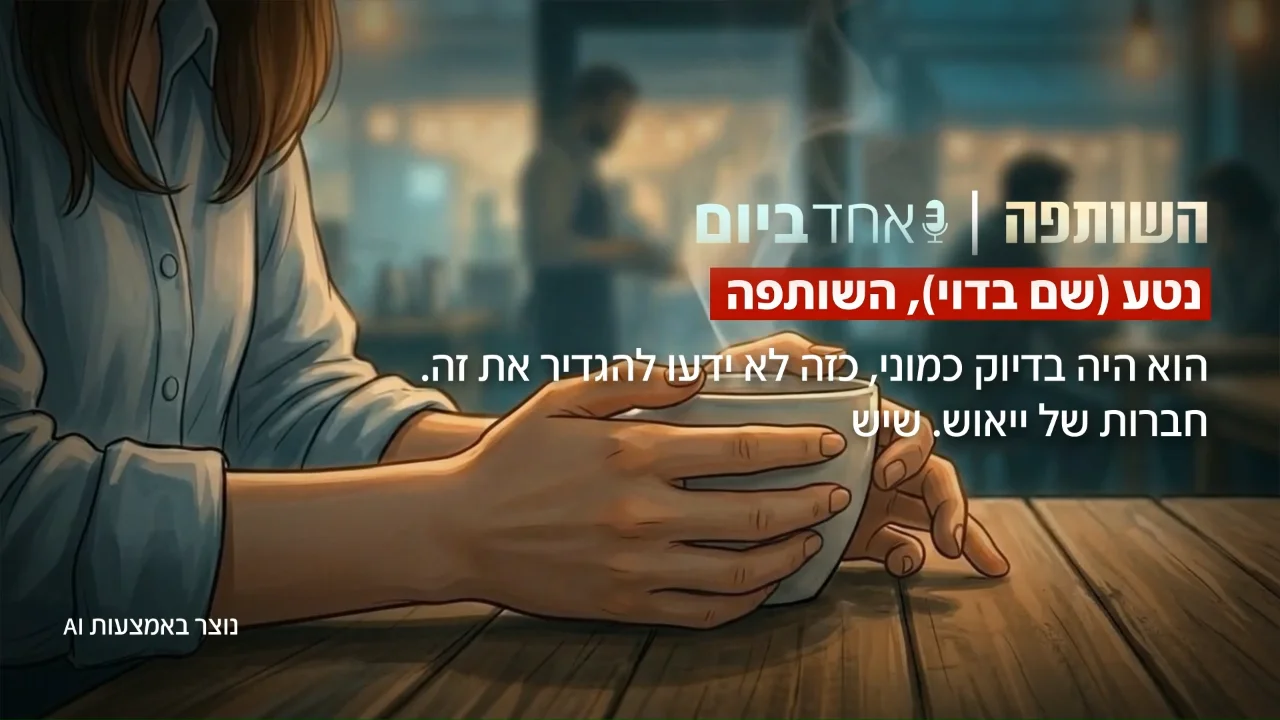 השותפה | אחד ביום
נטע (שם בדוי), השותפה
הוא היה בדיוק כמוני, כזה לא ידעו להגדיר את זה.
חברות של ייאוש. שיש
נוצר באמצעות AI